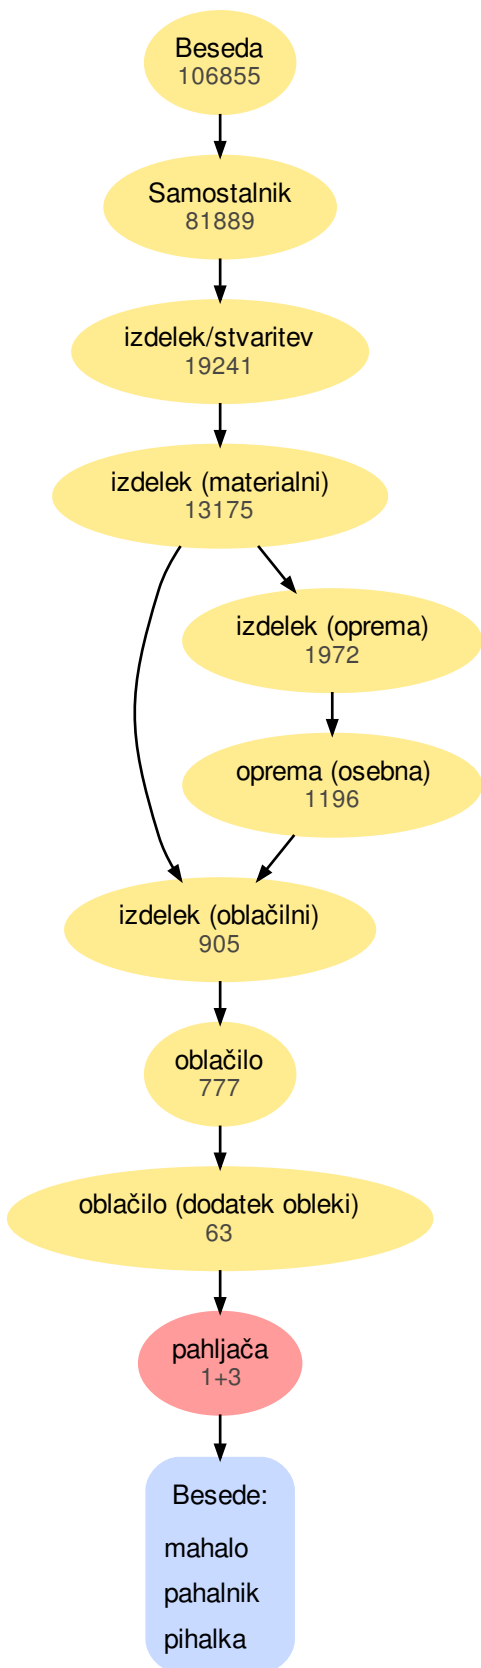 Beseda
106855
Samostalnik
81889
izdelek/stvaritev
19241
izdelek (materialni)
13175
izdelek (oprema)
1972
oprema (osebna)
1196
izdelek (oblačilni)
905
oblačilo
777
oblačilo (dodatek obleki)
63
pahljača
1+3
Besede:
mahalo
pahalnik
pihalka